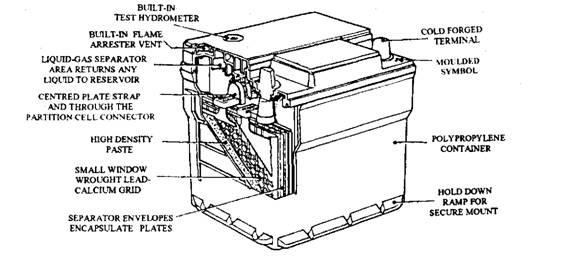 BUILT-IN
TEST HYDROMETER
BUILT-IN FLAME
ARRESTER VENT
LIQUID-GAS SEPARATOR
AREA RETURNS ANY
LIQUID TO RESERVOIR
CENTRED PLATE STRAP
AND THROUGH THE
PARTITION CELL CONNECTOR
HIGH DENSITY
PASTE
SMALL WINDOW
WROUGHT LEAD-
CALCIUM GRID
SEPARATOR ENVELOPES
ENCAPSULATE PLATES
COLD FORGED
TERMINAL
MOULDED
SYMBOL
POLYPROPYLENE
CONTAINER
HOLD DOWN
RAMP FOR
SECURE MOUNT